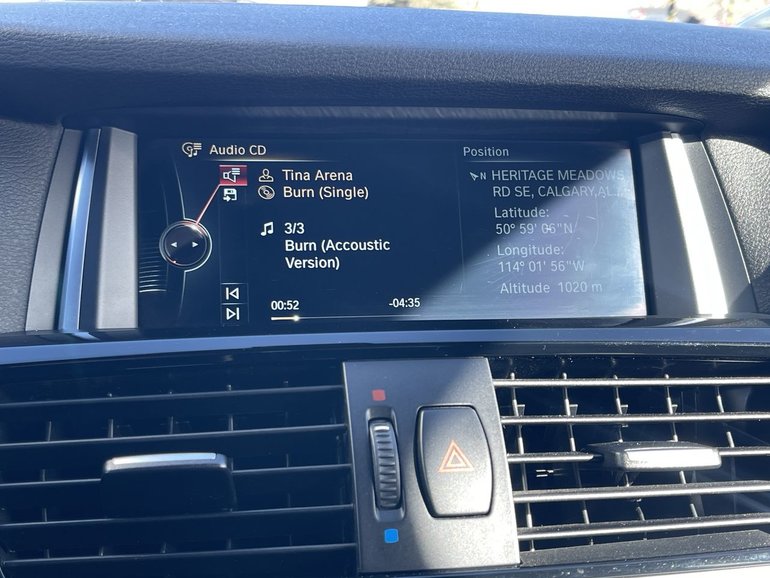 Audio CD
Tina Arena
Burn (Single)
3/3
Burn (Accoustic
Version)
00:52
-04:35
Position
N HERITAGE MEADOWS
RD SE, CALGARY,AL...
Latitude:
50° 59' 06"N
Longitude:
114° 01' 56"W
Altitude 1020 m